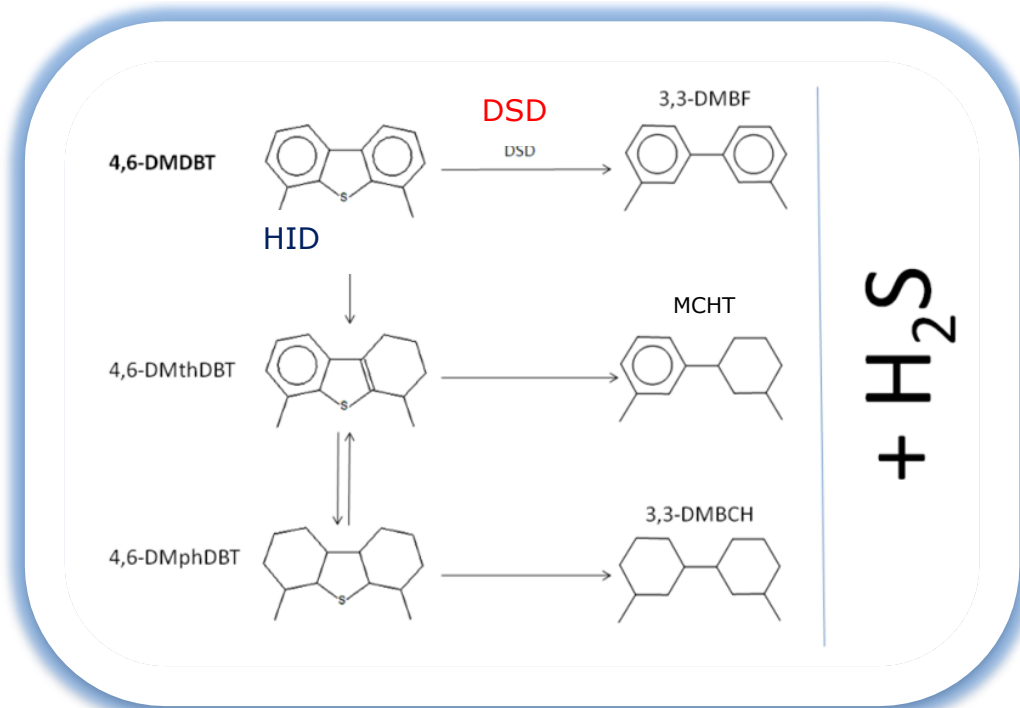 DSD
3,3-DMBF
4,6-DMDBT
DSD
S
HID
MCHT
4,6-DMthDBT
S
3,3-DMBCH
4,6-DMphDBT
S
+ H₂S